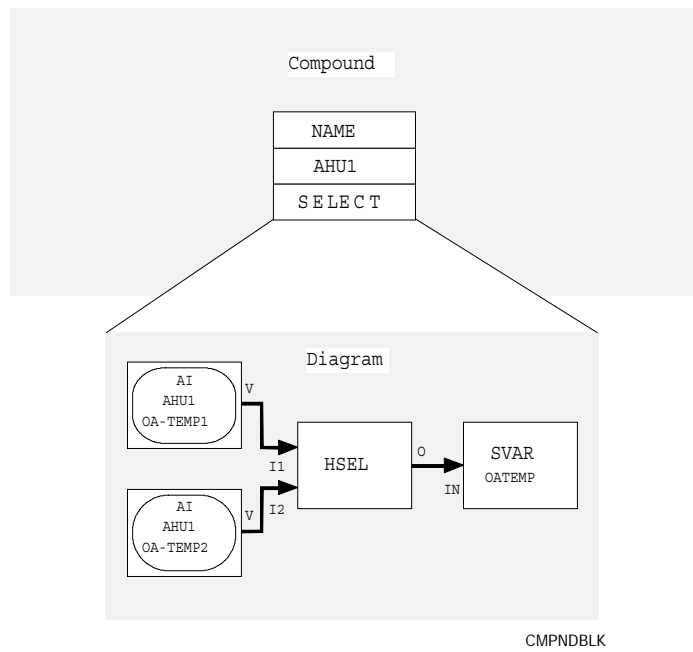 Compound
NAME
AHU1
SELECT
Diagram
AI
AHU1
OA-TEMP1
V
I1
HSEL
O
IN
SVAR
OATEMP
AI
AHU1
OA-TEMP2
V
I2
CMPNDBLK